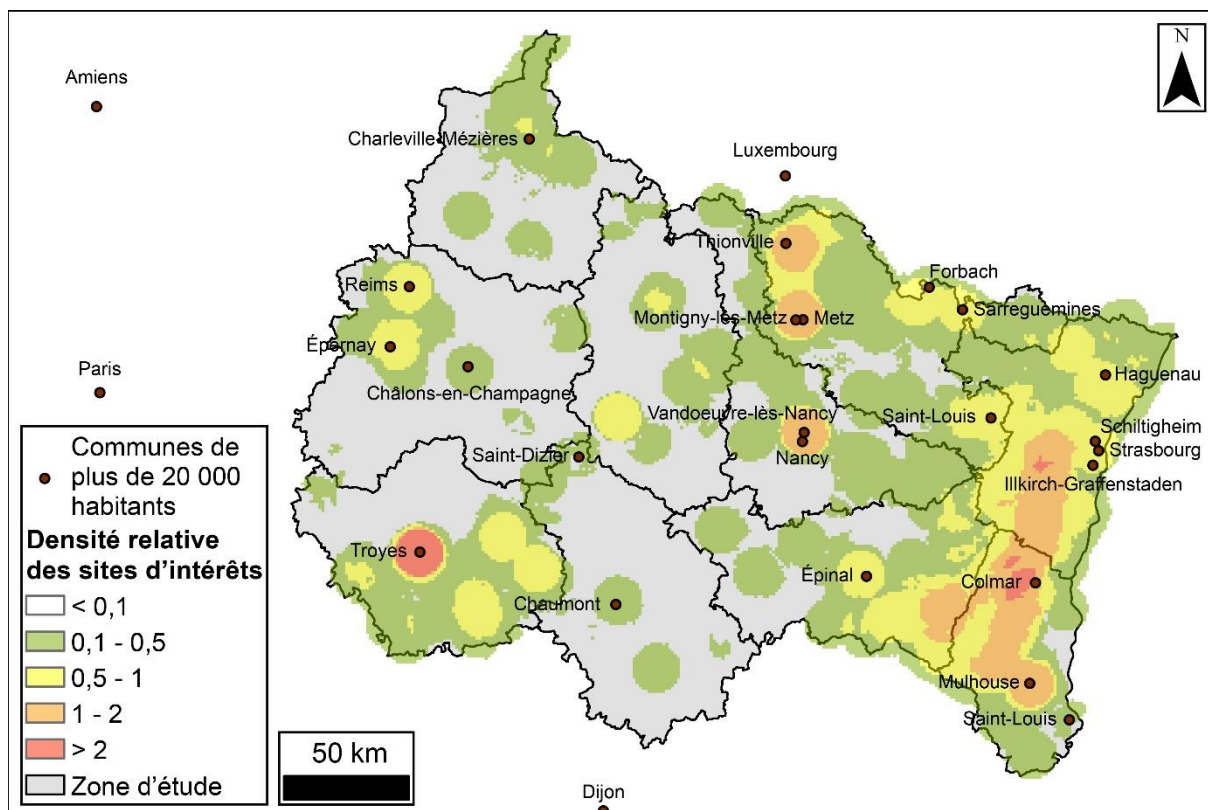 N
Amiens
Charleville-Mézières
Luxembourg
Thionville
Reims
Forbach
Montigny-lès-Metz
Metz
Sarreguemines
Épernay
Paris
Châlons-en-Champagne
Haguenau
Vandoeuvre-lès-Nancy
Saint-Louis
Schiltigheim
Saint-Dizier
Nancy
Strasbourg
Illkirch-Graffenstaden
Troyes
Épinal
Colmar
Chaumont
Mulhouse
Saint-Louis
Dijon
Communes de
plus de 20 000
habitants
Densité relative
des sites d'intérêts
< 0,1
0,1 - 0,5
0,5 - 1
1 - 2
> 2
Zone d'étude
50 km